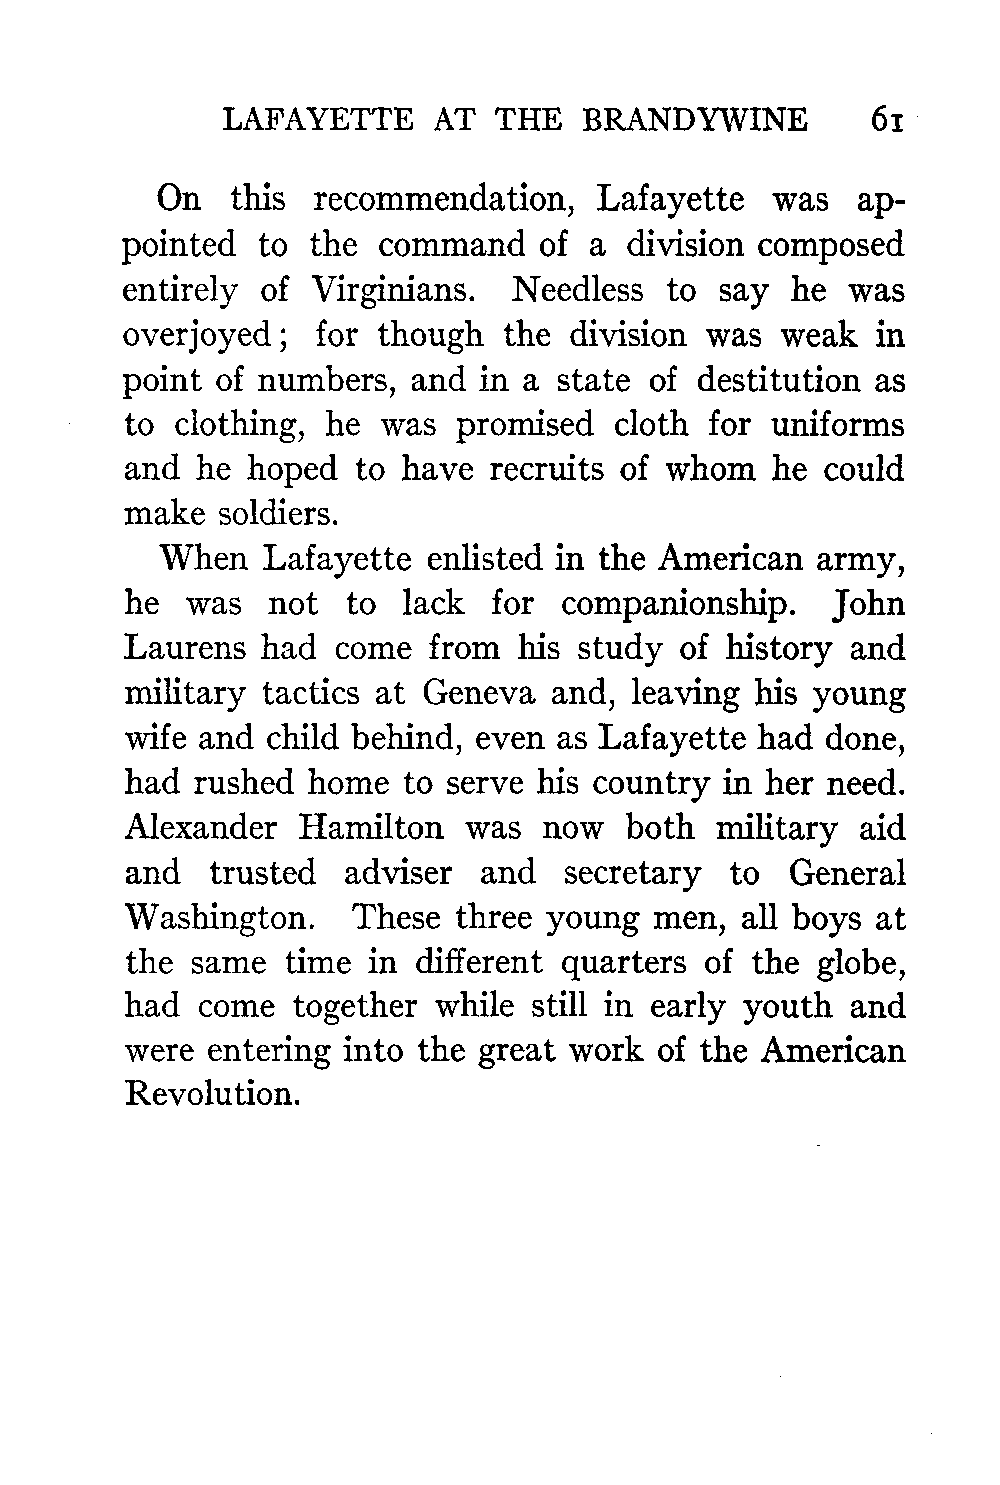 LAFAYETTE AT THE BRANDYWINE 61
On this recommendation, Lafayette was ap-
pointed to the command of a division composed
entirely of Virginians. Needless to say he was
overjoyed; for though the division was weak in
point of numbers, and in a state of destitution as
to clothing, he was promised cloth for uniforms
and he hoped to have recruits of whom he could
make soldiers.
When Lafayette enlisted in the American army,
he was not to lack for companionship. John
Laurens had come from his study of history and
military tactics at Geneva and, leaving his young
wife and child behind, even as Lafayette had done,
had rushed home to serve his country in her need.
Alexander Hamilton was now both military aid
and trusted adviser and secretary to General
Washington. These three young men, all boys at
the same time in different quarters of the globe,
had come together while still in early youth and
were entering into the great work of the American
Revolution.